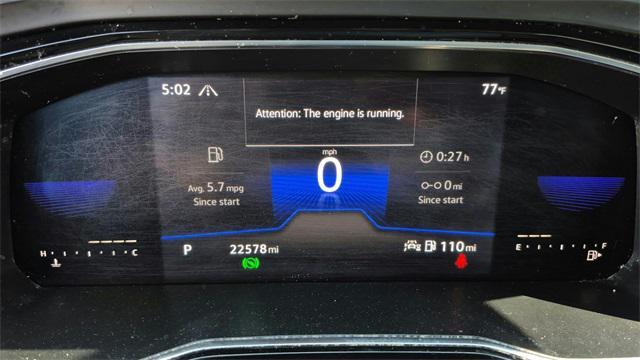 5:02
77°F
Attention: The engine is running.
mph
0
Avg. 5.7 mpg
Since start
0:27 h
0 mi
Since start
H C
P 22578 mi
110 mi
E F